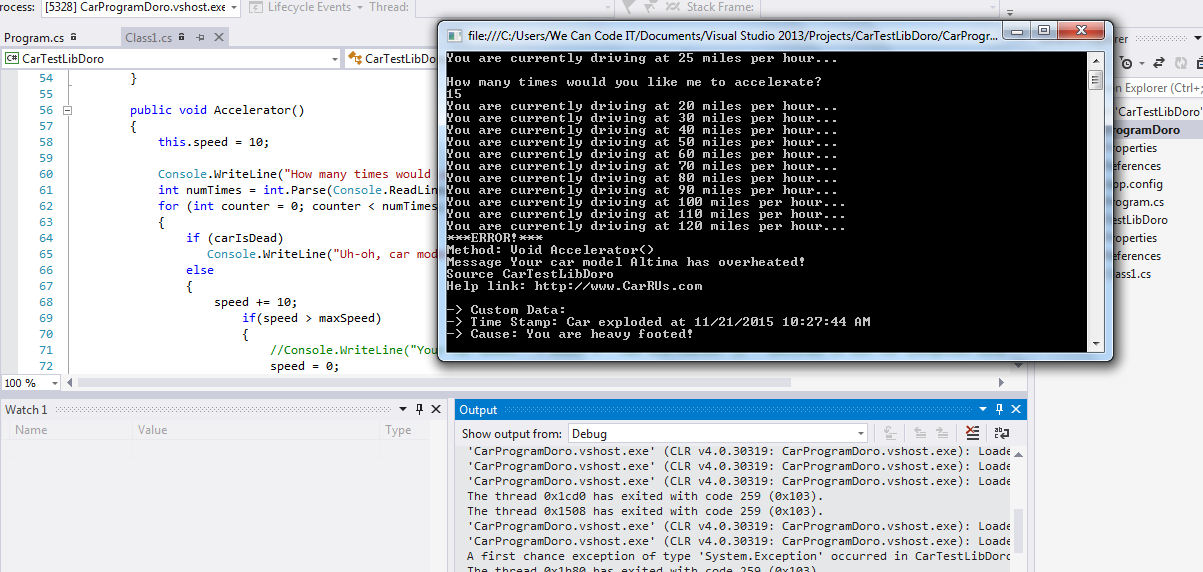 rocess: [5328] CarProgramDoro.vshost.exe Lifecycle Events Thread: Stack Frame:
Program.cs Class1.cs
CarTestLibDoro CarTestLibDo
54 }
55
56 public void Accelerator()
57 {
58 this.speed = 10;
59
60 Console.WriteLine("How many times would
61 int numTimes = int.Parse(Console.ReadLin
62 for (int counter = 0; counter < numTimes
63 {
64 if (carIsDead)
65 Console.WriteLine("Uh-oh, car mod
66 else
67 {
68 speed += 10;
69 if(speed > maxSpeed)
70 {
71 //Console.WriteLine("You
72 speed = 0;
100 %
file:///C:/Users/We Can Code IT/Documents/Visual Studio 2013/Projects/CarTestLibDoro/CarProgr...
You are currently driving at 25 miles per hour...
How many times would you like me to accelerate?
15
You are currently driving at 20 miles per hour...
You are currently driving at 30 miles per hour...
You are currently driving at 40 miles per hour...
You are currently driving at 50 miles per hour...
You are currently driving at 60 miles per hour...
You are currently driving at 70 miles per hour...
You are currently driving at 80 miles per hour...
You are currently driving at 90 miles per hour...
You are currently driving at 100 miles per hour...
You are currently driving at 110 miles per hour...
You are currently driving at 120 miles per hour...
***ERROR!***
Method: Void Accelerator()
Message Your car model Altima has overheated!
Source CarTestLibDoro
Help link: http://www.CarRUs.com
-> Custom Data:
-> Time Stamp: Car exploded at 11/21/2015 10:27:44 AM
-> Cause: You are heavy footed!
rer
n Explorer (Ctrl+;
'CarTestLibDoro'
rogramDoro
operties
eferences
pp.config
rogram.cs
stLibDoro
operties
eferences
ass1.cs
Watch 1
Name Value Type
Output
Show output from: Debug
'CarProgramDoro.vshost.exe' (CLR v4.0.30319: CarProgramDoro.vshost.exe): Loade
'CarProgramDoro.vshost.exe' (CLR v4.0.30319: CarProgramDoro.vshost.exe): Loade
'CarProgramDoro.vshost.exe' (CLR v4.0.30319: CarProgramDoro.vshost.exe): Loade
The thread 0x1cd0 has exited with code 259 (0x103).
The thread 0x1508 has exited with code 259 (0x103).
'CarProgramDoro.vshost.exe' (CLR v4.0.30319: CarProgramDoro.vshost.exe): Loade
'CarProgramDoro.vshost.exe' (CLR v4.0.30319: CarProgramDoro.vshost.exe): Loade
A first chance exception of type 'System.Exception' occurred in CarTestLibDoro
The thread 0x1b80 has exited with code 259 (0x103).